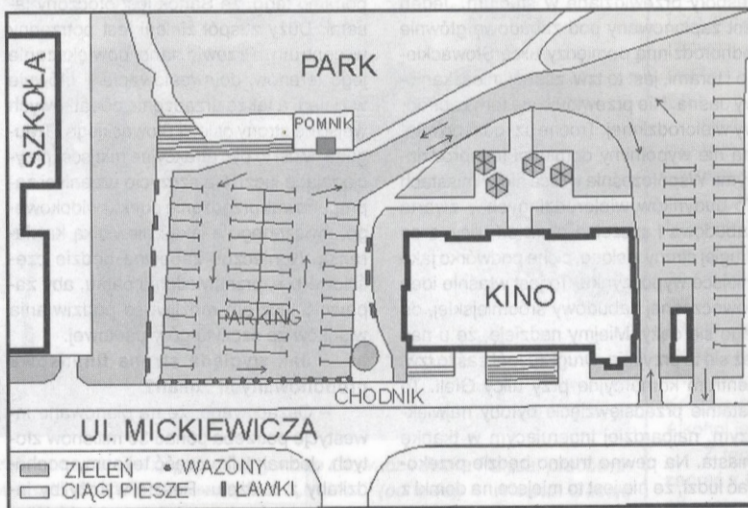 SZKOŁA
PARK
POMNIK
PARKING
KINO
CHODNIK
UL. MICKIEWICZA
ZIELEŃ
WAZONY
CIĄGI PIESZE
ŁAWKI